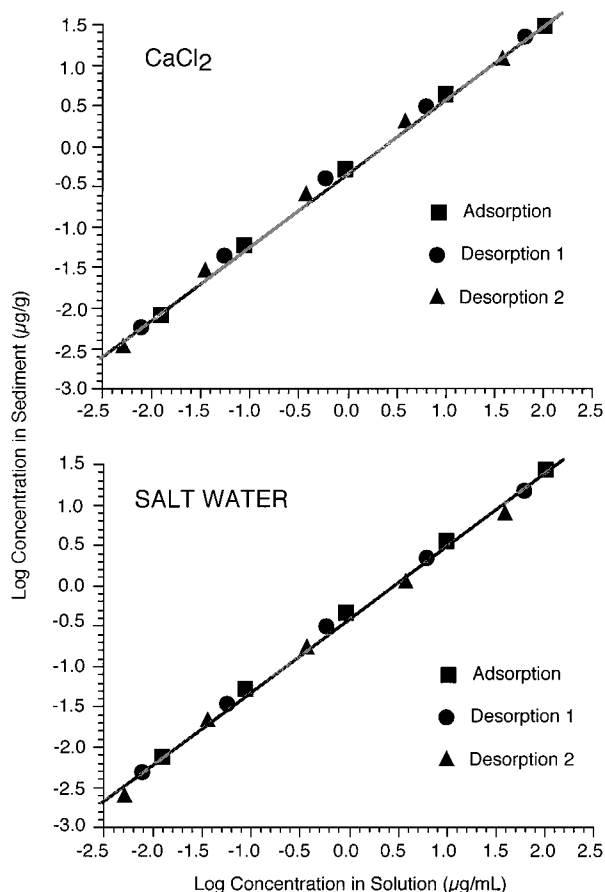 Log Concentration in Sediment (µg/g)
1.5
1.0
0.5
0.0
-0.5
-1.0
-1.5
-2.0
-2.5
-3.0
CaCl2
Adsorption
Desorption 1
Desorption 2
-2.5 -2.0 -1.5 -1.0 -0.5 0.0 0.5 1.0 1.5 2.0 2.5
1.5
1.0
0.5
0.0
-0.5
-1.0
-1.5
-2.0
-2.5
-3.0
SALT WATER
Adsorption
Desorption 1
Desorption 2
-2.5 -2.0 -1.5 -1.0 -0.5 0.0 0.5 1.0 1.5 2.0 2.5
Log Concentration in Solution (µg/mL)